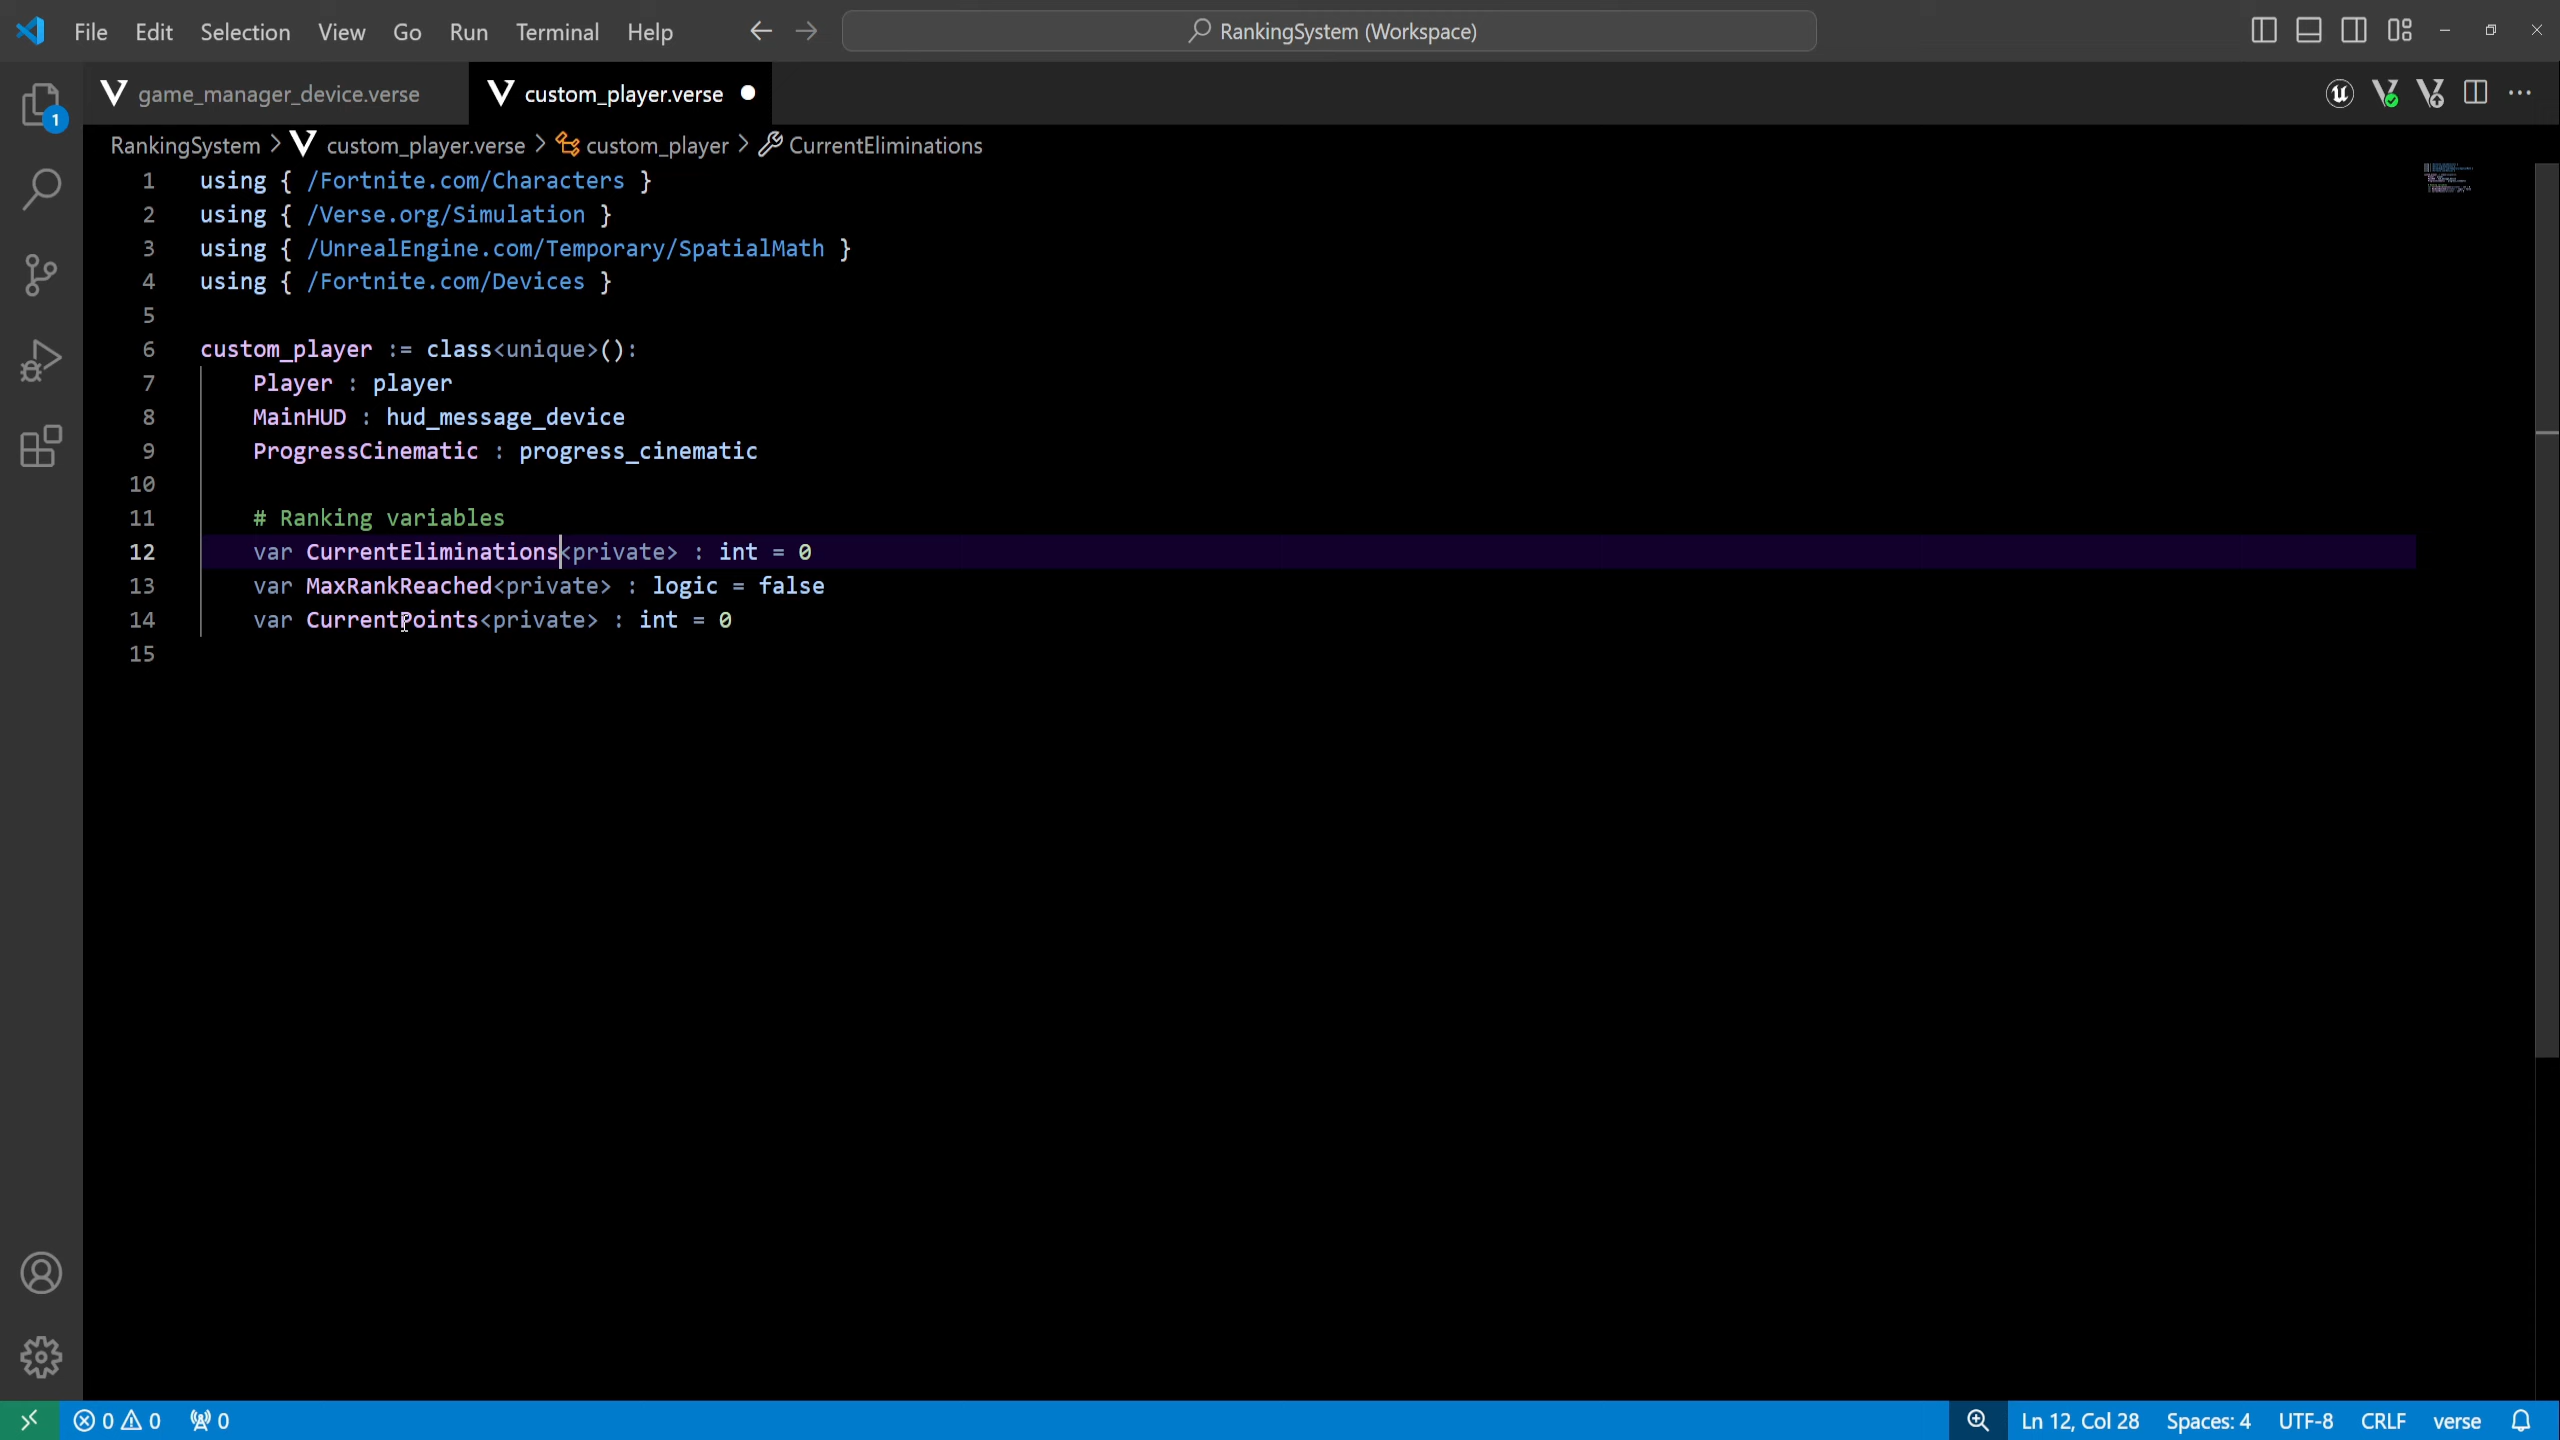 File Edit Selection View Go Run Terminal Help RankingSystem (Workspace)
game_manager_device.verse custom_player.verse
RankingSystem > custom_player.verse > custom_player > CurrentEliminations
1 using { /Fortnite.com/Characters }
2 using { /Verse.org/Simulation }
3 using { /UnrealEngine.com/Temporary/SpatialMath }
4 using { /Fortnite.com/Devices }
5
6 custom_player := class<unique>():
7 Player : player
8 MainHUD : hud_message_device
9 ProgressCinematic : progress_cinematic
10
11 # Ranking variables
12 var CurrentEliminations<private> : int = 0
13 var MaxRankReached<private> : logic = false
14 var CurrentPoints<private> : int = 0
15
1
0 0 0 Ln 12, Col 28 Spaces: 4 UTF-8 CRLF verse